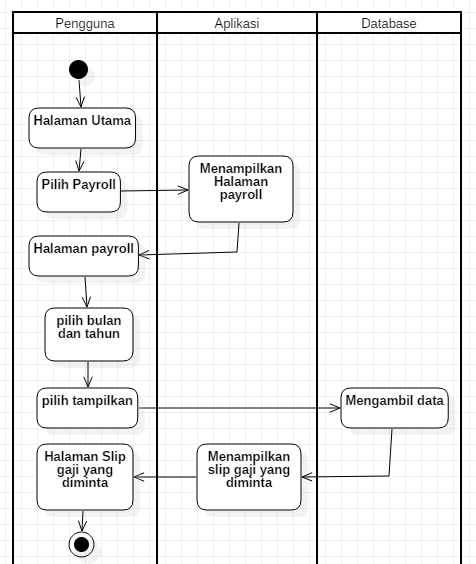 Pengguna
Aplikasi
Database
Halaman Utama
Pilih Payroll
Menampilkan
Halaman
payroll
Halaman payroll
pilih bulan
dan tahun
pilih tampilkan
Mengambil data
Menampilkan
slip gaji yang
diminta
Halaman Slip
gaji yang
diminta